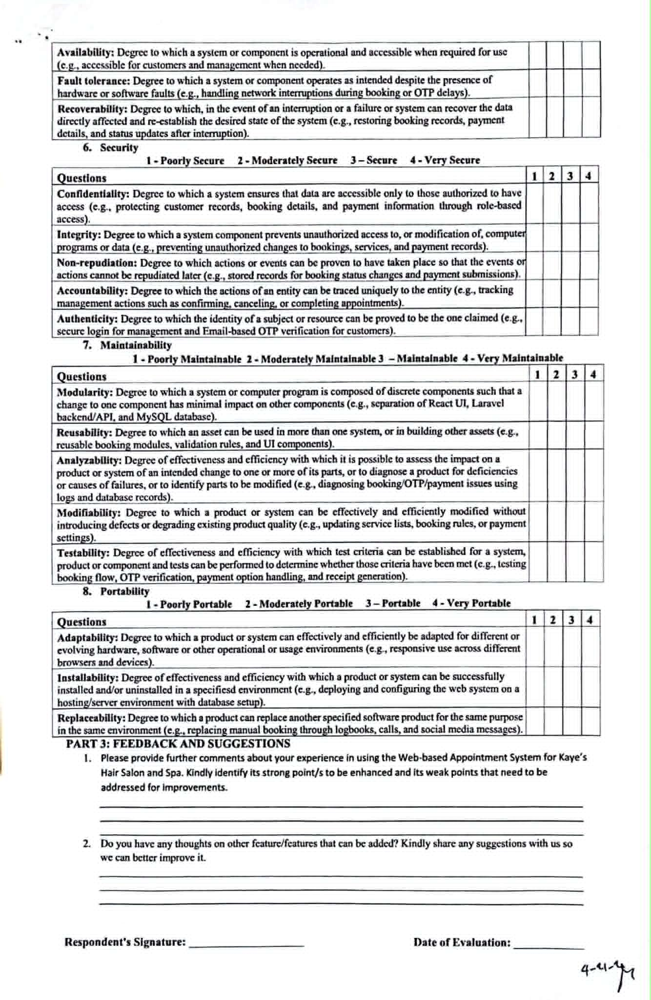 Availability: Degree to which a system or component is operational and accessible when required for use
(e.g., accessible for customers and management when needed).
Fault tolerance: Degree to which a system or component operates as intended despite the presence of
hardware or software faults (e.g., handling network interruptions during booking or OTP delays).
Recoverability: Degree to which, in the event of an interruption or a failure or system can recover the data
directly affected and re-establish the desired state of the system (e.g., restoring booking records, payment
details, and status updates after interruption).
6. Security
1 - Poorly Secure 2 - Moderately Secure 3 – Secure 4 - Very Secure
Questions 1 2 3 4
Confidentiality: Degree to which a system ensures that data are accessible only to those authorized to have
access (e.g., protecting customer records, booking details, and payment information through role-based
access).
Integrity: Degree to which a system component prevents unauthorized access to, or modification of, computer
programs or data (e.g., preventing unauthorized changes to bookings, services, and payment records).
Non-repudiation: Degree to which actions or events can be proven to have taken place so that the events or
actions cannot be repudiated later (e.g., stored records for booking status changes and payment submissions).
Accountability: Degree to which the actions of an entity can be traced uniquely to the entity (e.g., tracking
management actions such as confirming, canceling, or completing appointments).
Authenticity: Degree to which the identity of a subject or resource can be proved to be the one claimed (e.g.,
secure login for management and Email-based OTP verification for customers).
7. Maintainability
1 - Poorly Maintainable 2 - Moderately Maintainable 3 – Maintainable 4 - Very Maintainable
Questions 1 2 3 4
Modularity: Degree to which a system or computer program is composed of discrete components such that a
change to one component has minimal impact on other components (e.g., separation of React UI, Laravel
backend/API, and MySQL database).
Reusability: Degree to which an asset can be used in more than one system, or in building other assets (e.g.,
reusable booking modules, validation rules, and UI components).
Analyzability: Degree of effectiveness and efficiency with which it is possible to assess the impact on a
product or system of an intended change to one or more of its parts, or to diagnose a product for deficiencies
or causes of failures, or to identify parts to be modified (e.g., diagnosing booking/OTP/payment issues using
logs and database records).
Modifiability: Degree to which a product or system can be effectively and efficiently modified without
introducing defects or degrading existing product quality (e.g., updating service lists, booking rules, or payment
settings).
Testability: Degree of effectiveness and efficiency with which test criteria can be established for a system,
product or component and tests can be performed to determine whether those criteria have been met (e.g., testing
booking flow, OTP verification, payment option handling, and receipt generation).
8. Portability
1 - Poorly Portable 2 - Moderately Portable 3 – Portable 4 - Very Portable
Questions 1 2 3 4
Adaptability: Degree to which a product or system can effectively and efficiently be adapted for different or
evolving hardware, software or other operational or usage environments (e.g., responsive use across different
browsers and devices).
Installability: Degree of effectiveness and efficiency with which a product or system can be successfully
installed and/or uninstalled in a specifiesd environment (e.g., deploying and configuring the web system on a
hosting/server environment with database setup).
Replaceability: Degree to which a product can replace another specified software product for the same purpose
in the same environment (e.g., replacing manual booking through logbooks, calls, and social media messages).
PART 3: FEEDBACK AND SUGGESTIONS
1. Please provide further comments about your experience in using the Web-based Appointment System for Kaye's
Hair Salon and Spa. Kindly identify its strong point/s to be enhanced and its weak points that need to be
addressed for improvements.
2. Do you have any thoughts on other feature/features that can be added? Kindly share any suggestions with us so
we can better improve it.
Respondent's Signature: Date of Evaluation: